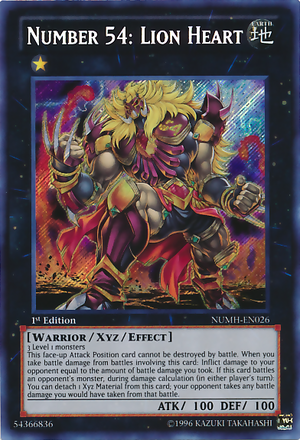 NUMBER 54: LION HEART
EARTH
地
1st Edition
NUMH-EN026
[WARRIOR / XYZ / EFFECT]
3 Level 1 monsters
This face-up Attack Position card cannot be destroyed by battle. When you
take battle damage from battles involving this card: Inflict damage to your
opponent equal to the amount of battle damage you took. If this card battles
an opponent's monster, during damage calculation (in either player's turn):
You can detach 1 Xyz Material from this card; your opponent takes any battle
damage you would have taken from that battle.
ATK/ 100 DEF/ 100
54366836
©1996 KAZUKI TAKAHASHI